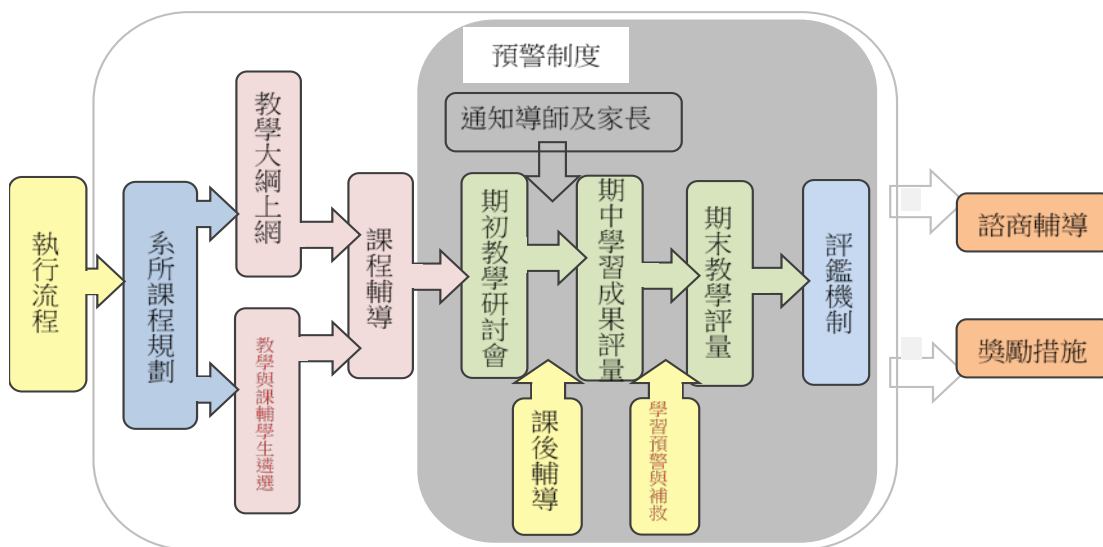 預警制度
通知導師及家長
執行流程
系所課程規劃
教學大綱上網
教學與課輔學生遴選
課程輔導
期初教學研討會
期中學習成果評量
期末教學評量
評鑑機制
課後輔導
學習預警與補救
諮商輔導
獎勵措施